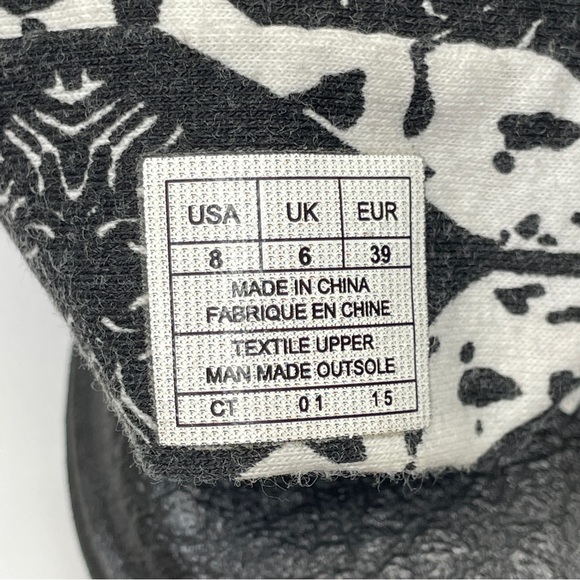 USA UK EUR
8 6 39
MADE IN CHINA
FABRIQUE EN CHINE
TEXTILE UPPER
MAN MADE OUTSOLE
CT 01 15